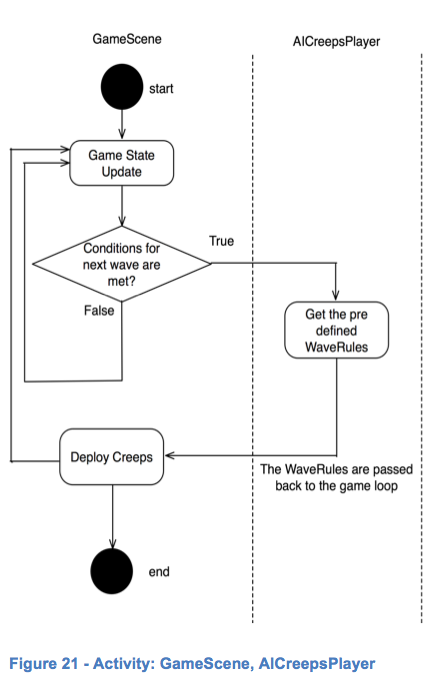 GameScene
AICreepsPlayer
start
Game State
Update
Conditions for
next wave are
met?
True
False
Get the pre
defined
WaveRules
Deploy Creeps
The WaveRules are passed
back to the game loop
end
Figure 21 - Activity: GameScene, AICreepsPlayer